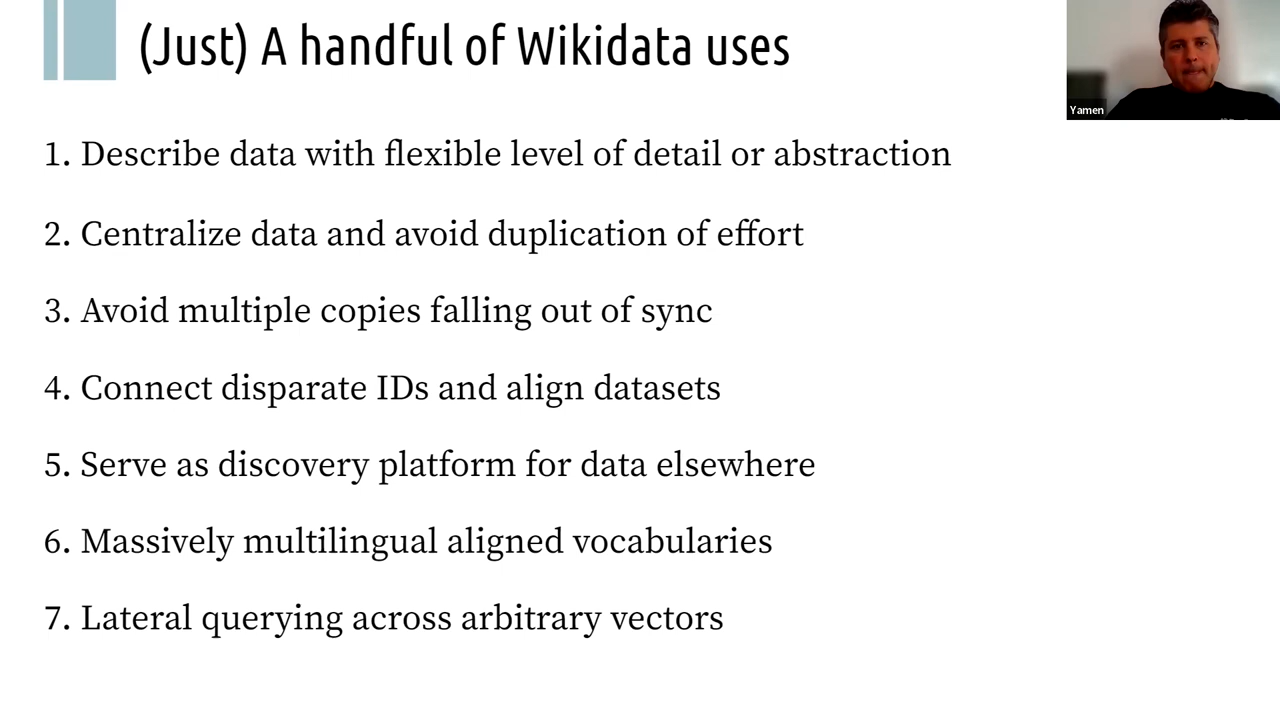 (Just) A handful of Wikidata uses
Yamen
1. Describe data with flexible level of detail or abstraction
2. Centralize data and avoid duplication of effort
3. Avoid multiple copies falling out of sync
4. Connect disparate IDs and align datasets
5. Serve as discovery platform for data elsewhere
6. Massively multilingual aligned vocabularies
7. Lateral querying across arbitrary vectors